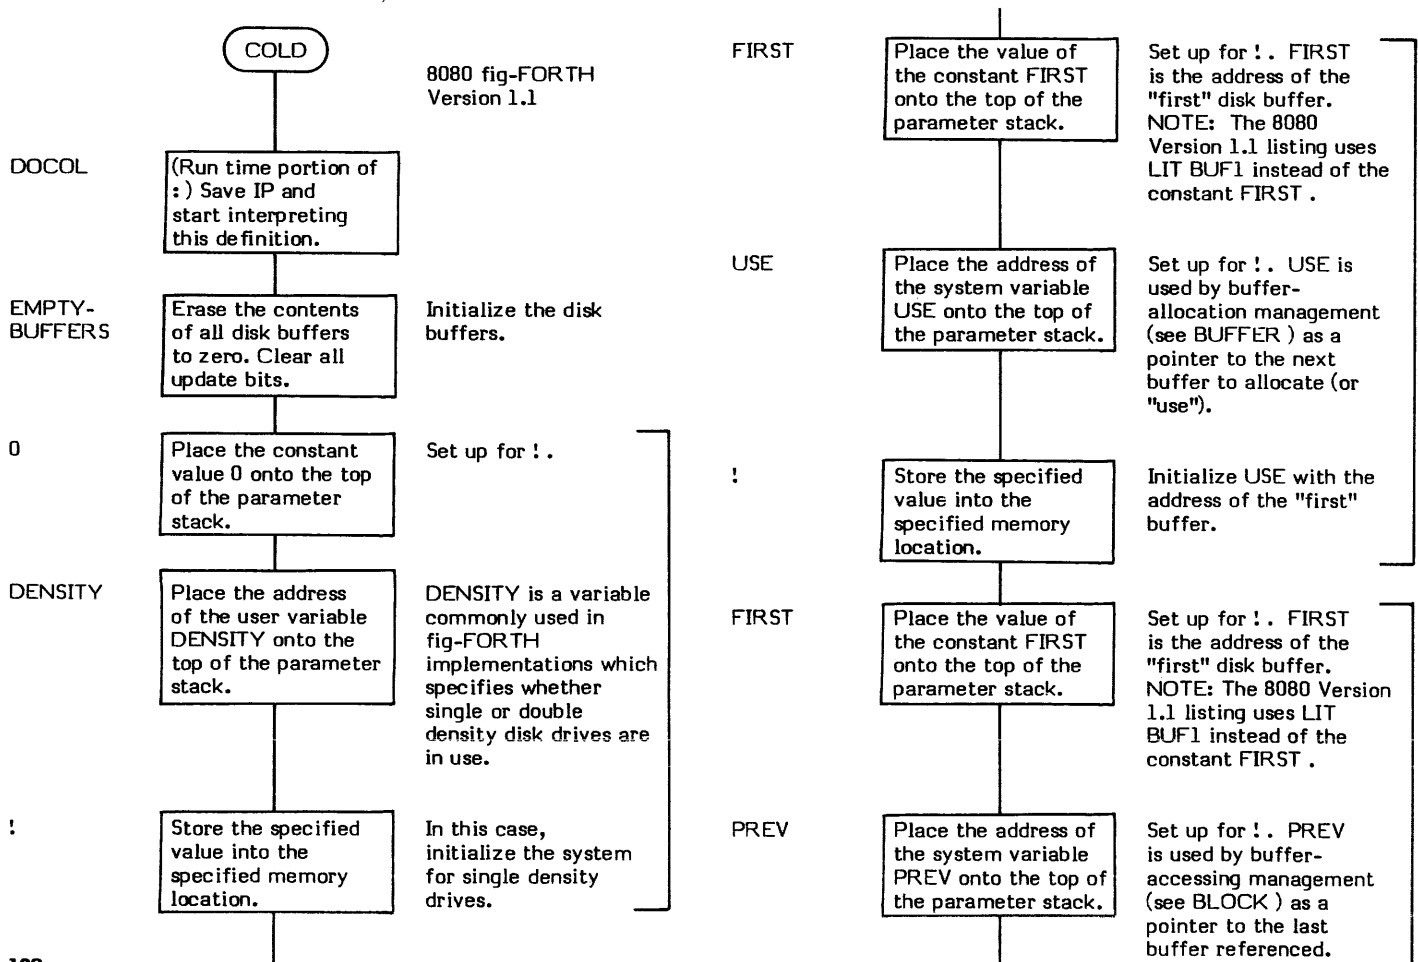 COLD
8080 fig-FORTH
Version 1.1
DOCOL
(Run time portion of
: ) Save IP and
start interpreting
this definition.
EMPTY-
BUFFERS
Erase the contents
of all disk buffers
to zero. Clear all
update bits.
Initialize the disk
buffers.
0
Place the constant
value 0 onto the top
of the parameter
stack.
Set up for ! .
DENSITY
Place the address
of the user variable
DENSITY onto the
top of the parameter
stack.
DENSITY is a variable
commonly used in
fig-FORTH
implementations which
specifies whether
single or double
density disk drives are
in use.
!
Store the specified
value into the
specified memory
location.
In this case,
initialize the system
for single density
drives.
FIRST
Place the value of
the constant FIRST
onto the top of the
parameter stack.
Set up for ! . FIRST
is the address of the
"first" disk buffer.
NOTE: The 8080
Version 1.1 listing uses
LIT BUF1 instead of the
constant FIRST .
USE
Place the address of
the system variable
USE onto the top of
the parameter stack.
Set up for ! . USE is
used by buffer-
allocation management
(see BUFFER ) as a
pointer to the next
buffer to allocate (or
"use").
!
Store the specified
value into the
specified memory
location.
Initialize USE with the
address of the "first"
buffer.
FIRST
Place the value of
the constant FIRST
onto the top of the
parameter stack.
Set up for ! . FIRST
is the address of the
"first" disk buffer.
NOTE: The 8080 Version
1.1 listing uses LIT
BUF1 instead of the
constant FIRST .
PREV
Place the address of
the system variable
PREV onto the top of
the parameter stack.
Set up for ! . PREV
is used by buffer-
accessing management
(see BLOCK ) as a
pointer to the last
buffer referenced.